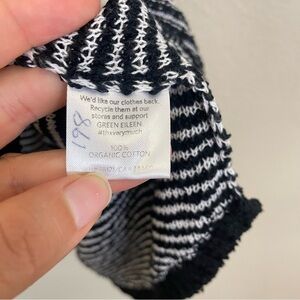 We'd like our clothes back.
Recycle them at our
stores and support
GREEN EILEEN
#thxverymuch
100%
ORGANIC COTTON
198